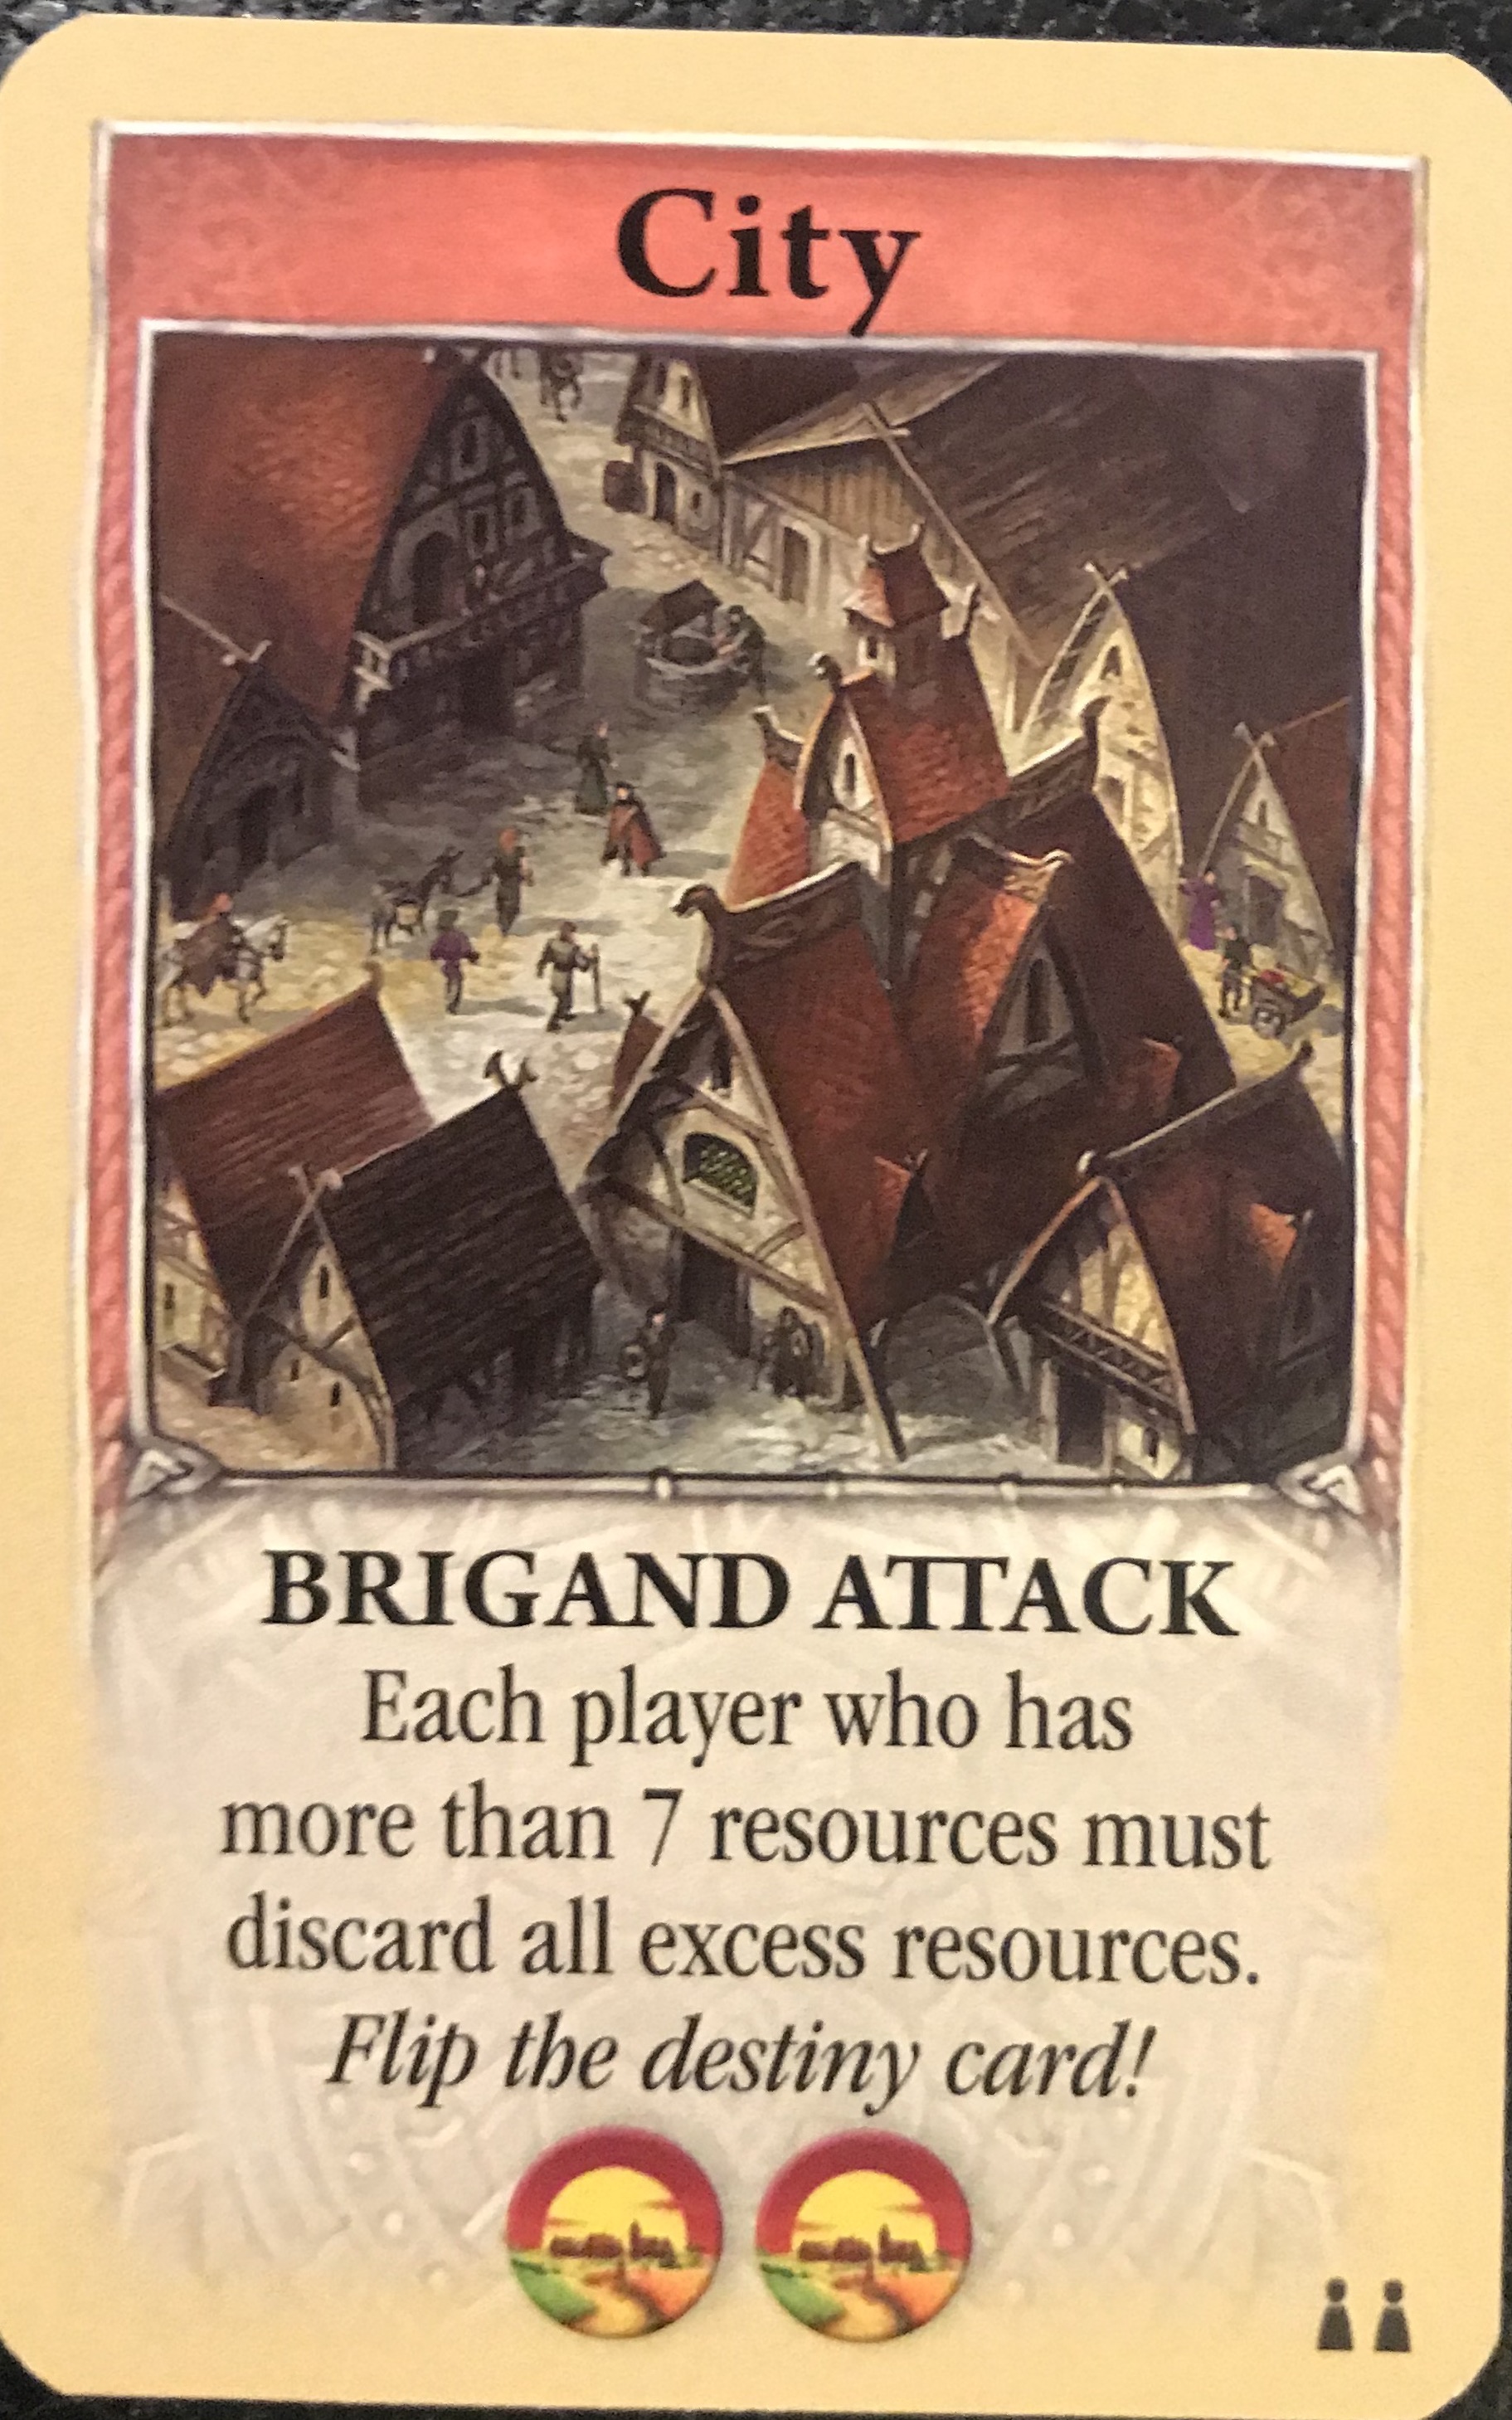 City
BRIGAND ATTACK
Each player who has
more than 7 resources must
discard all excess resources.
Flip the destiny card!